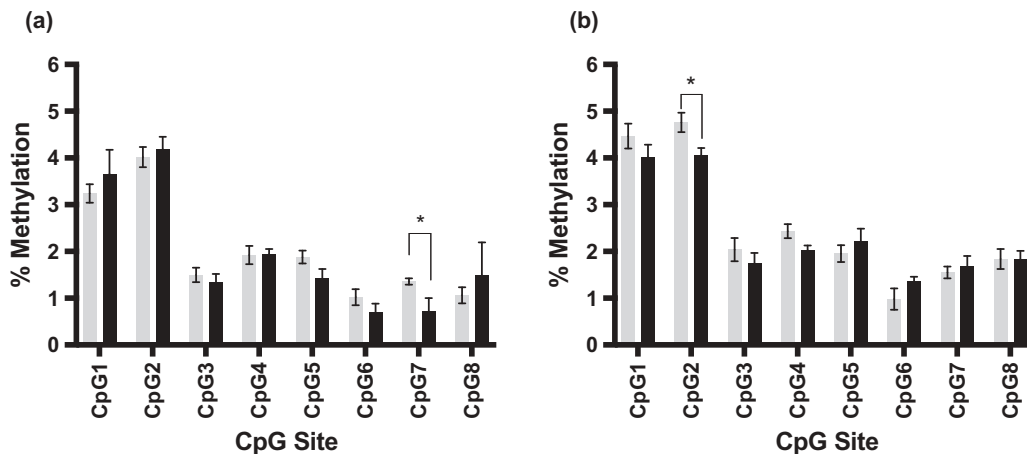 (a)
6
5
4
3
2
1
0
% Methylation
*
CpG1
CpG2
CpG3
CpG4
CpG5
CpG6
CpG7
CpG8
CpG Site
(b)
6
5
4
3
2
1
0
% Methylation
*
CpG1
CpG2
CpG3
CpG4
CpG5
CpG6
CpG7
CpG8
CpG Site